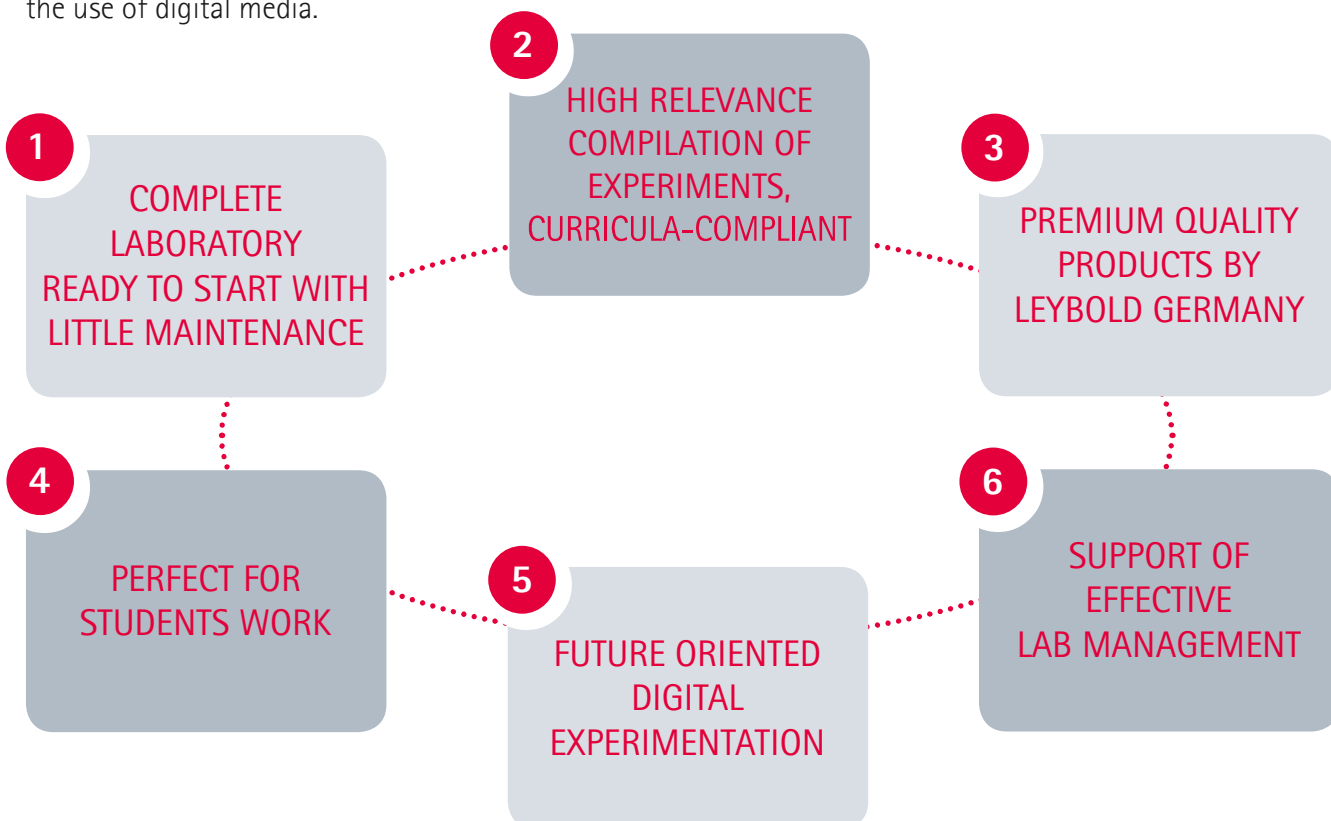 the use of digital media.
1
COMPLETE
LABORATORY
READY TO START WITH
LITTLE MAINTENANCE
2
HIGH RELEVANCE
COMPILATION OF
EXPERIMENTS,
CURRICULA-COMPLIANT
3
PREMIUM QUALITY
PRODUCTS BY
LEYBOLD GERMANY
4
PERFECT FOR
STUDENTS WORK
5
FUTURE ORIENTED
DIGITAL
EXPERIMENTATION
6
SUPPORT OF
EFFECTIVE
LAB MANAGEMENT